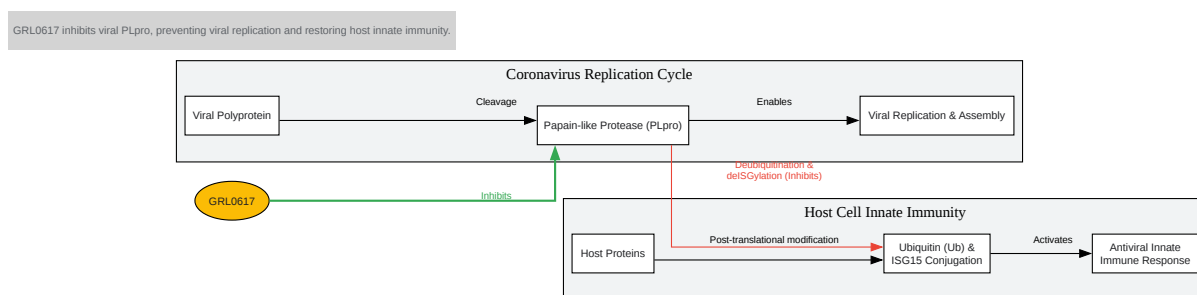 GRL0617 inhibits viral PLpro, preventing viral replication and restoring host innate immunity.
Coronavirus Replication Cycle
Viral Polyprotein
Cleavage
Papain-like Protease (PLpro)
Enables
Viral Replication & Assembly
Deubiquitination &
deISGylation (Inhibits)
GRL0617
Inhibits
Host Cell Innate Immunity
Host Proteins
Post-translational modification
Ubiquitin (Ub) &
ISG15 Conjugation
Activates
Antiviral Innate
Immune Response